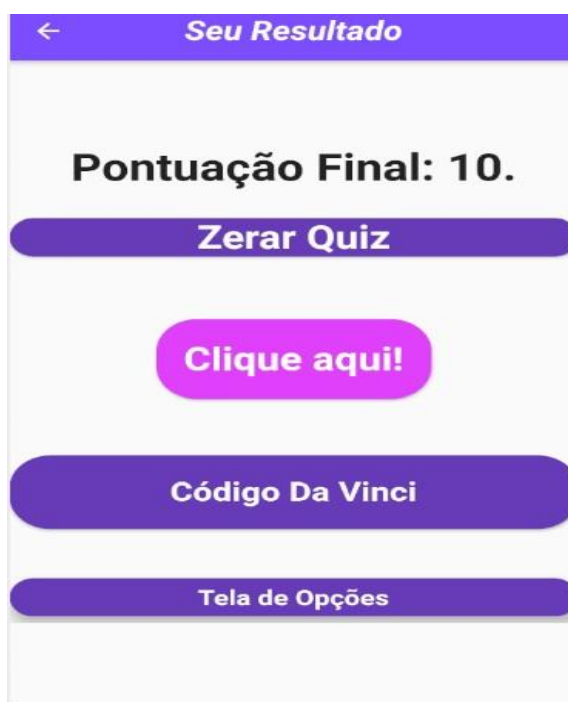 Seu Resultado
Pontuação Final: 10.
Zerar Quiz
Clique aqui!
Código Da Vinci
Tela de Opções